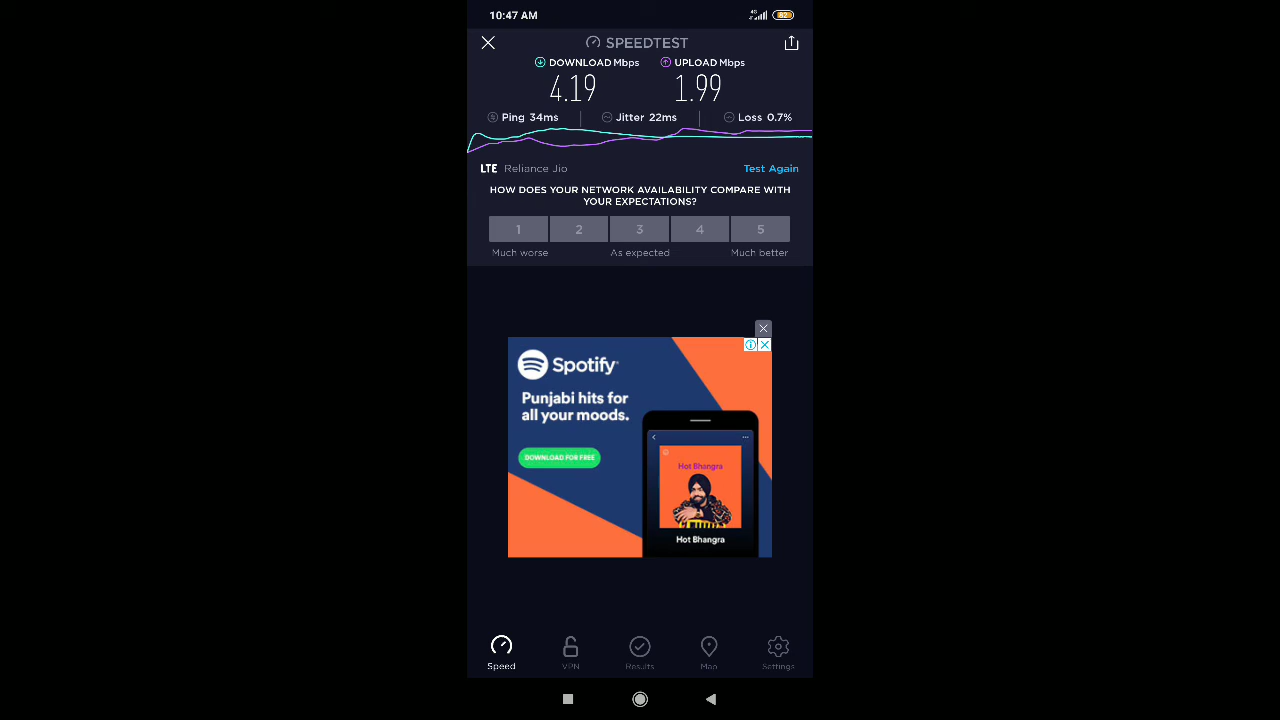 10:47 AM
4G
82
SPEEDTEST
DOWNLOAD Mbps
UPLOAD Mbps
4.19
1.99
Ping 34ms
Jitter 22ms
Loss 0.7%
LTE Reliance Jio
Test Again
HOW DOES YOUR NETWORK AVAILABILITY COMPARE WITH
YOUR EXPECTATIONS?
1 2 3 4 5
Much worse
As expected
Much better
Spotify
Punjabi hits for
all your moods.
DOWNLOAD FOR FREE
Hot Bhangra
Hot Bhangra
Speed
VPN
Results
Map
Settings